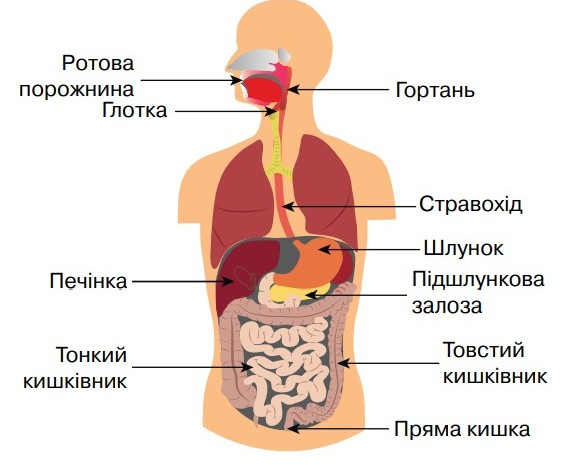 Ротова
порожнина
Глотка
Гортань
Стравохід
Шлунок
Печінка
Підшлункова
залоза
Тонкий
кишківник
Товстий
кишківник
Пряма кишка